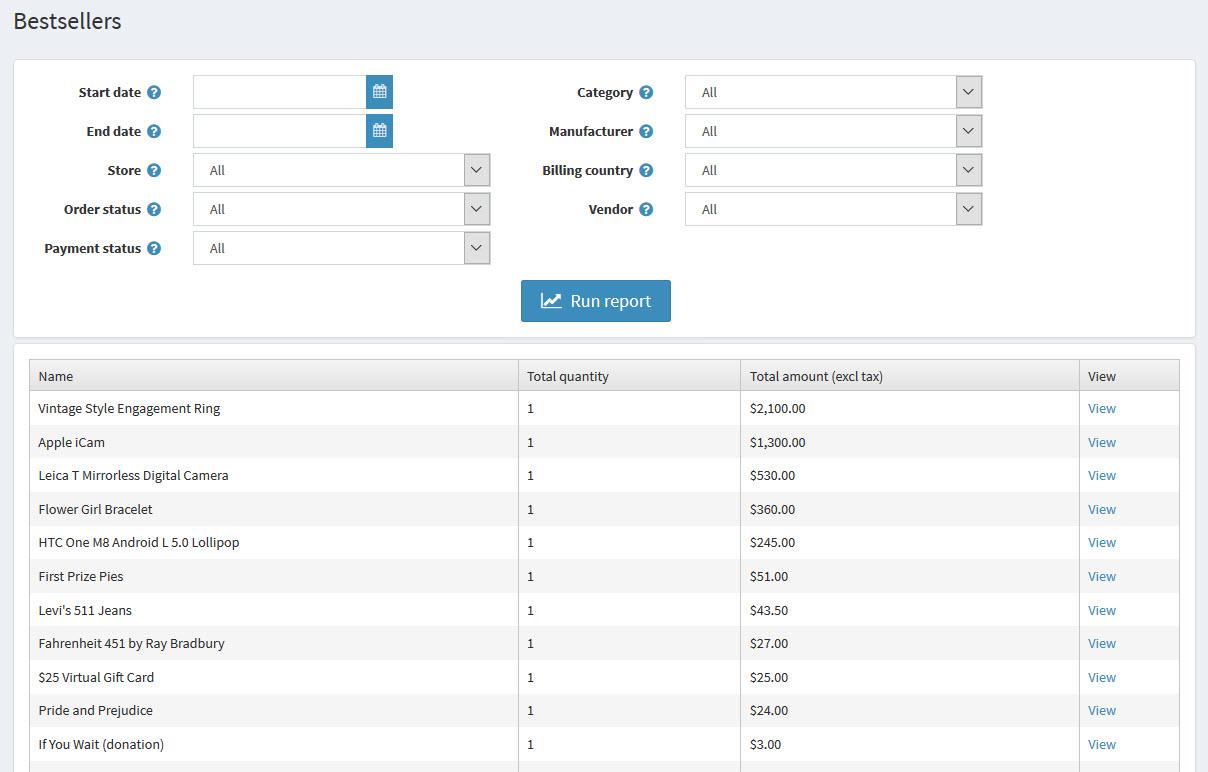 Bestsellers
Start date ?
Category ? All
End date ?
Manufacturer ? All
Store ? All
Billing country ? All
Order status ? All
Vendor ? All
Payment status ? All
Run report
Name Total quantity Total amount (excl tax) View
Vintage Style Engagement Ring 1 $2,100.00 View
Apple iCam 1 $1,300.00 View
Leica T Mirrorless Digital Camera 1 $530.00 View
Flower Girl Bracelet 1 $360.00 View
HTC One M8 Android L 5.0 Lollipop 1 $245.00 View
First Prize Pies 1 $51.00 View
Levi's 511 Jeans 1 $43.50 View
Fahrenheit 451 by Ray Bradbury 1 $27.00 View
$25 Virtual Gift Card 1 $25.00 View
Pride and Prejudice 1 $24.00 View
If You Wait (donation) 1 $3.00 View